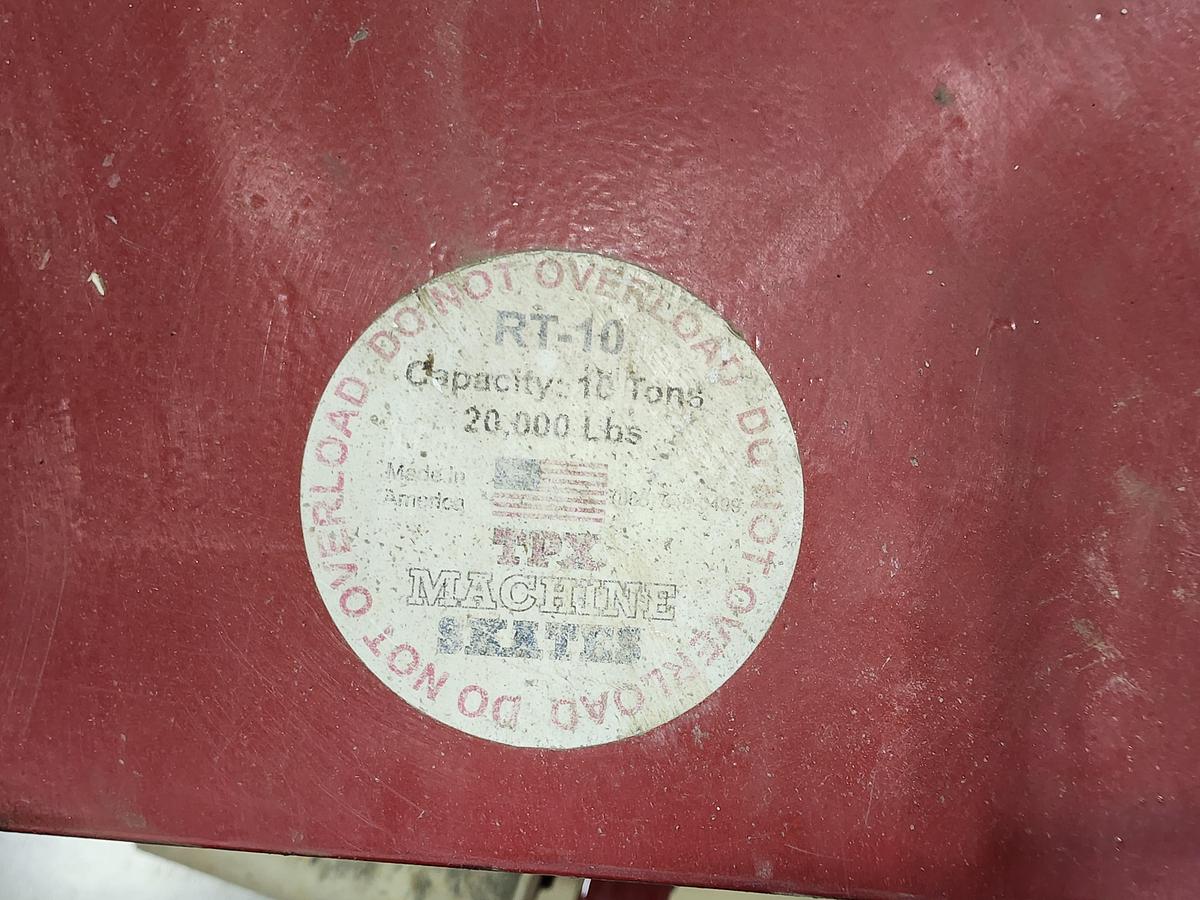 DO NOT OVERLOAD DO NOT OVERLOAD DO NOT OVERLOAD
RT-10
Capacity: 10 Tons
20,000 Lbs
Made in
America
TPX
MACHINE
SKATES